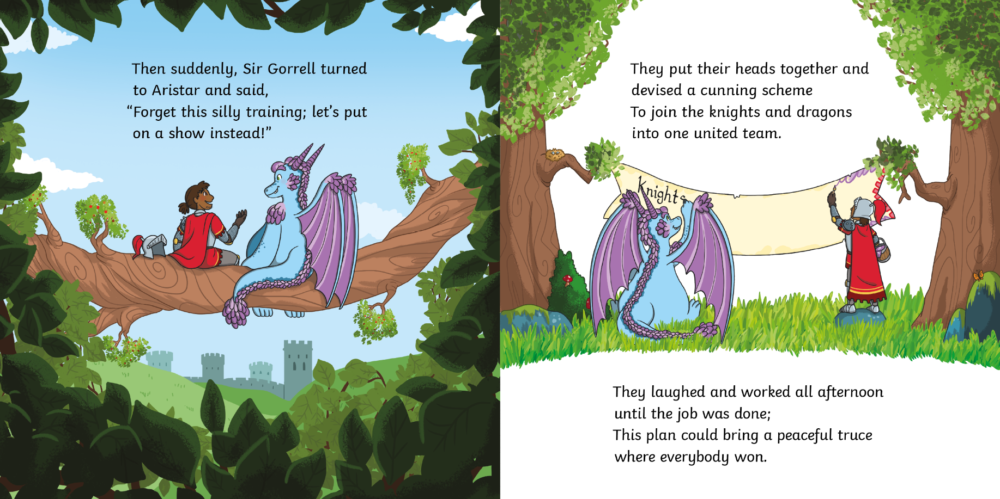 Then suddenly, Sir Gorrell turned
to Aristar and said,
“Forget this silly training; let’s put
on a show instead!”
They put their heads together and
devised a cunning scheme
To join the knights and dragons
into one united team.
Knights
They laughed and worked all afternoon
until the job was done;
This plan could bring a peaceful truce
where everybody won.